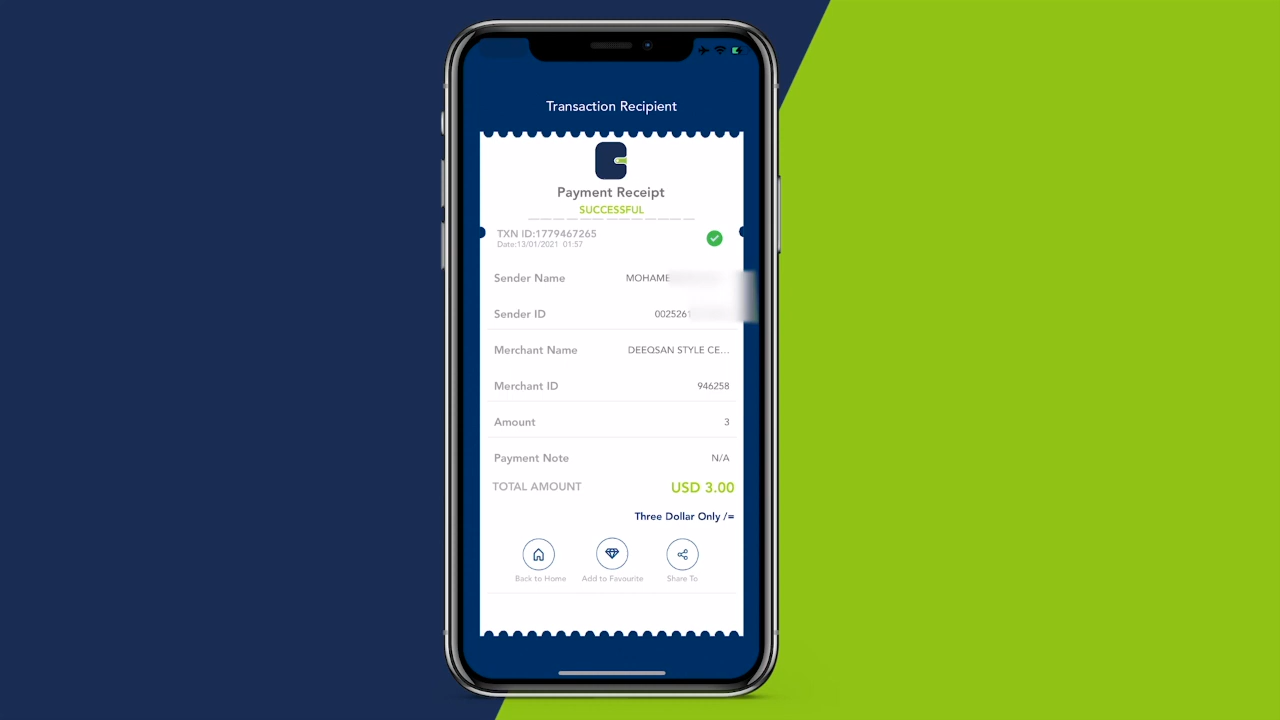 Transaction Recipient
Payment Receipt
SUCCESSFUL
TXN ID:1779467265
Date:13/01/2021 01:57
Sender Name MOHAME
Sender ID 0025261
Merchant Name DEEQSAN STYLE CE...
Merchant ID 946258
Amount 3
Payment Note N/A
TOTAL AMOUNT USD 3.00
Three Dollar Only /=
Back to Home Add to Favourite Share To